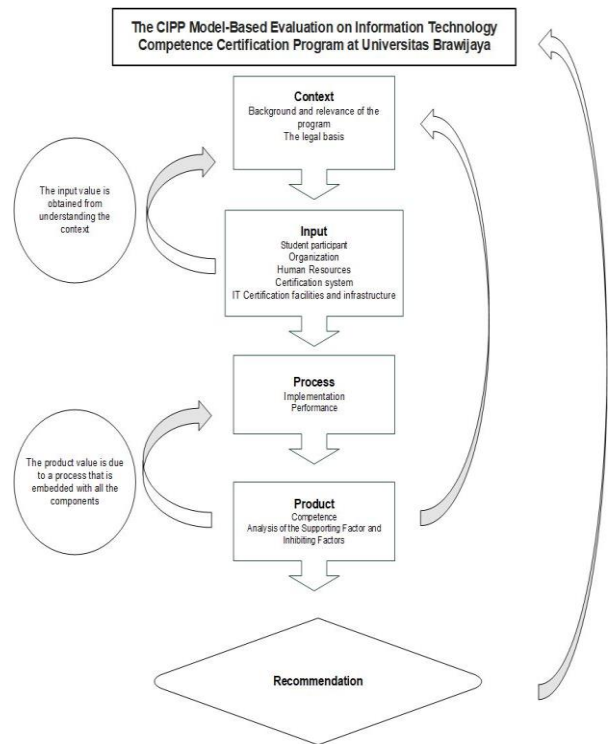 The CIPP Model-Based Evaluation on Information Technology
Competence Certification Program at Universitas Brawijaya
Context
Background and relevance of the
program
The legal basis
The input value is
obtained from
understanding the
context
Input
Student participant
Organization
Human Resources
Certification system
IT Certification facilities and infrastructure
Process
Implementation
Performance
The product value is due
to a process that is
embedded with all the
components
Product
Competence
Analysis of the Supporting Factor and
Inhibiting Factors
Recommendation